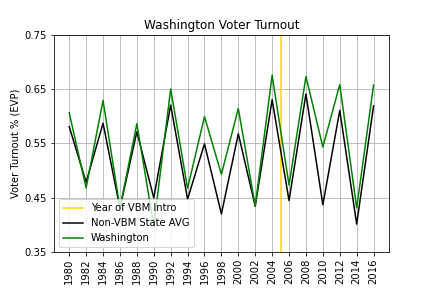 Washington Voter Turnout
Voter Turnout % (EVP)
0.75
0.65
0.55
0.45
0.35
Year of VBM Intro
Non-VBM State AVG
Washington
1980 1982 1984 1986 1988 1990 1992 1994 1996 1998 2000 2002 2004 2006 2008 2010 2012 2014 2016